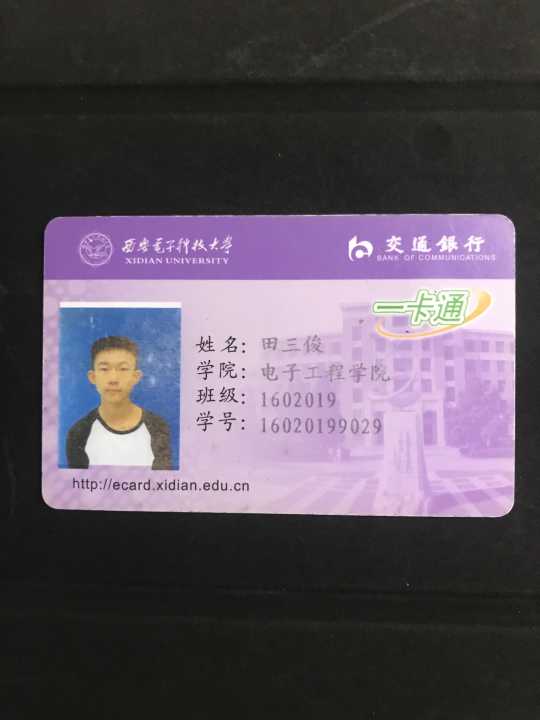 西安电子科技大学
XIDIAN UNIVERSITY
交通銀行
BANK OF COMMUNICATIONS
一卡通
姓名：田三俊
学院：电子工程学院
班级：1602019
学号：16020199029
http://ecard.xidian.edu.cn